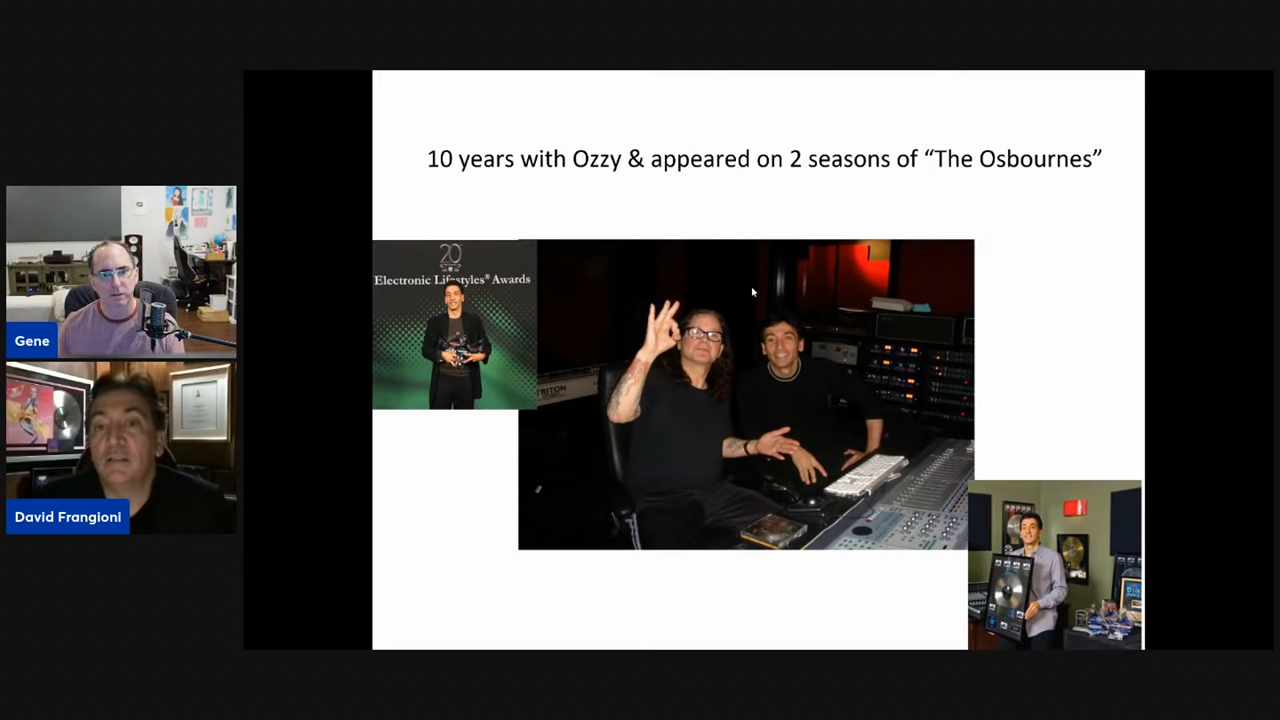 10 years with Ozzy & appeared on 2 seasons of “The Osbournes”
20
Electronic Lifestyles® Awards
TRITON
Gene
David Frangioni